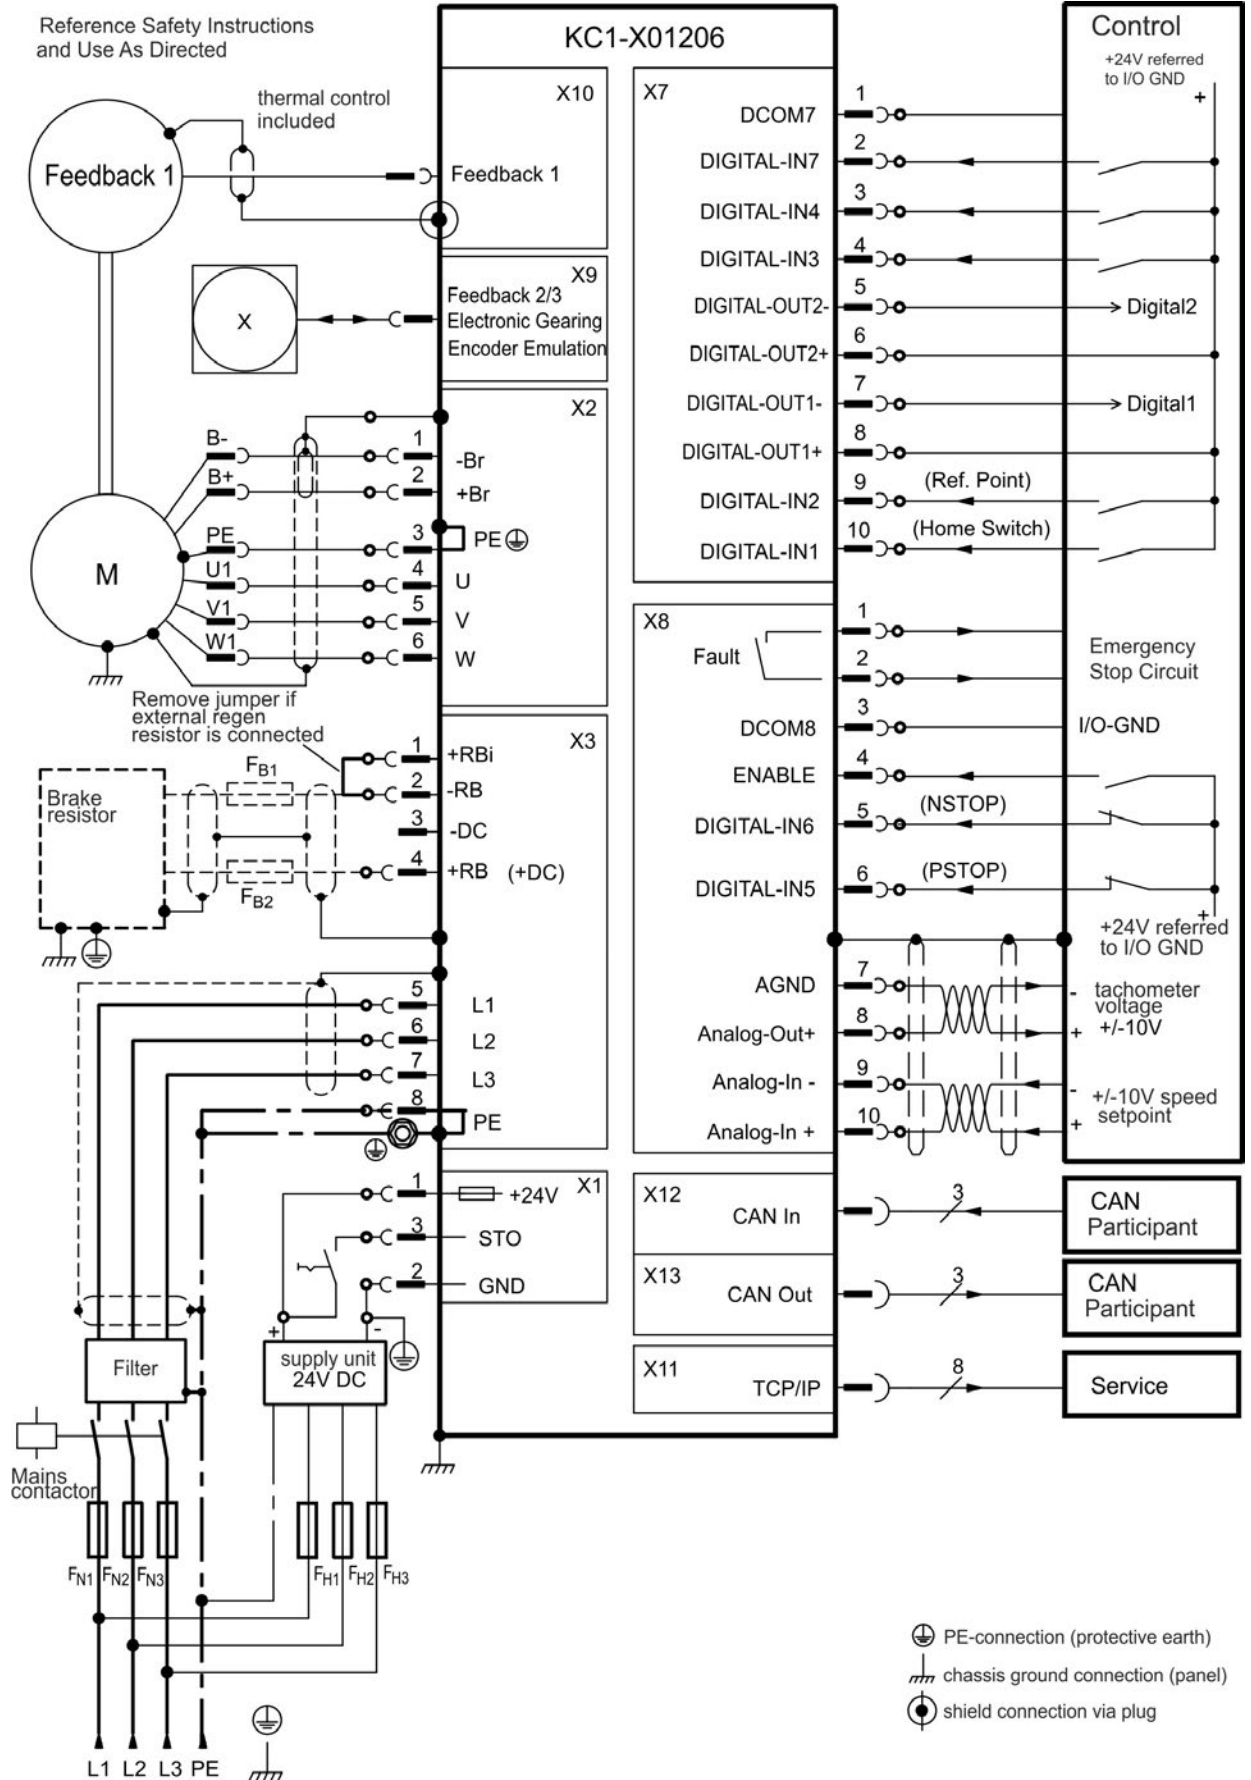 Reference Safety Instructions
and Use As Directed
KC1-X01206
Control
+24V referred
to I/O GND
+
thermal control
included
Feedback 1
X10
Feedback 1
X
X9
Feedback 2/3
Electronic Gearing
Encoder Emulation
X2
B-
1
-Br
B+
2
+Br
PE
3
PE
U1
4
U
V1
5
V
W1
6
W
M
Remove jumper if
external regen
resistor is connected
X3
FB1
1
+RBi
Brake
resistor
2
-RB
3
-DC
4
+RB (+DC)
FB2
5
L1
6
L2
7
L3
8
PE
X1
1
+24V
3
STO
2
GND
+
-
supply unit
24V DC
Filter
Mains
contactor
FN1 FN2 FN3
FH1 FH2 FH3
L1 L2 L3 PE
X7
DCOM7
1
DIGITAL-IN7
2
DIGITAL-IN4
3
DIGITAL-IN3
4
DIGITAL-OUT2-
5
Digital2
DIGITAL-OUT2+
6
DIGITAL-OUT1-
7
Digital1
DIGITAL-OUT1+
8
DIGITAL-IN2
9
(Ref. Point)
DIGITAL-IN1
10
(Home Switch)
X8
Fault
1
2
Emergency
Stop Circuit
DCOM8
3
I/O-GND
ENABLE
4
DIGITAL-IN6
5
(NSTOP)
DIGITAL-IN5
6
(PSTOP)
+
+24V referred
to I/O GND
AGND
7
-
tachometer
voltage
+/-10V
Analog-Out+
8
+
Analog-In -
9
-
+/-10V speed
setpoint
Analog-In +
10
+
X12
CAN In
3
CAN
Participant
X13
CAN Out
3
CAN
Participant
X11
TCP/IP
8
Service
PE-connection (protective earth)
chassis ground connection (panel)
shield connection via plug